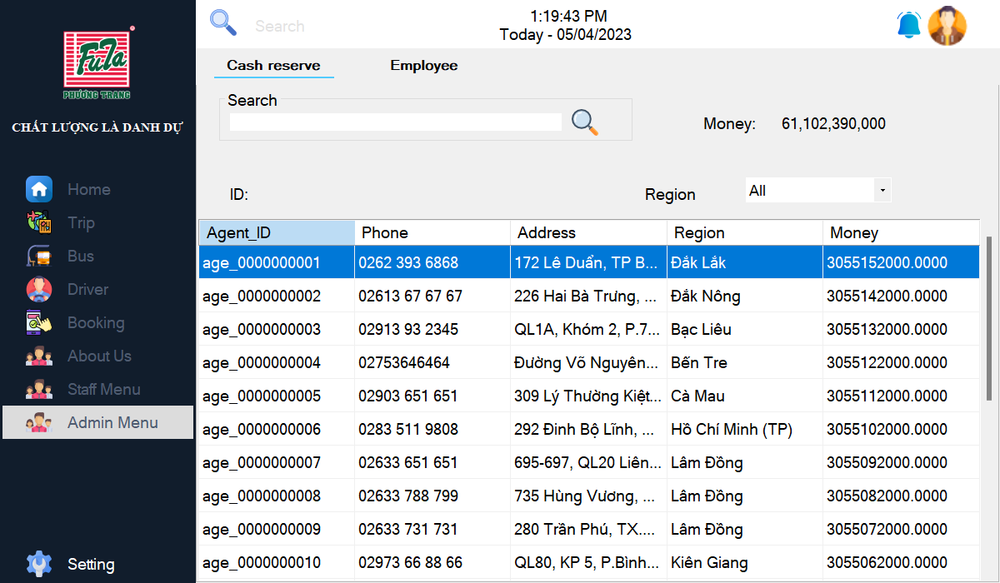 FuTa
PHƯƠNG TRANG
CHẤT LƯỢNG LÀ DANH DỰ
Home
Trip
Bus
Driver
Booking
About Us
Staff Menu
Admin Menu
Setting
Search
1:19:43 PM
Today - 05/04/2023
Cash reserve Employee
Search
Money: 61,102,390,000
ID: Region All
Agent_ID Phone Address Region Money
age_0000000001 0262 393 6868 172 Lê Duẩn, TP B... Đắk Lắk 3055152000.0000
age_0000000002 02613 67 67 67 226 Hai Bà Trưng, ... Đắk Nông 3055142000.0000
age_0000000003 02913 93 2345 QL1A, Khóm 2, P.7... Bạc Liêu 3055132000.0000
age_0000000004 02753646464 Đường Võ Nguyên... Bến Tre 3055122000.0000
age_0000000005 02903 651 651 309 Lý Thường Kiệt... Cà Mau 3055112000.0000
age_0000000006 0283 511 9808 292 Đinh Bộ Lĩnh, ... Hồ Chí Minh (TP) 3055102000.0000
age_0000000007 02633 651 651 695-697, QL20 Liên... Lâm Đồng 3055092000.0000
age_0000000008 02633 788 799 735 Hùng Vương, ... Lâm Đồng 3055082000.0000
age_0000000009 02633 731 731 280 Trần Phú, TX.... Lâm Đồng 3055072000.0000
age_0000000010 02973 66 88 66 QL80, KP 5, P.Bình... Kiên Giang 3055062000.0000